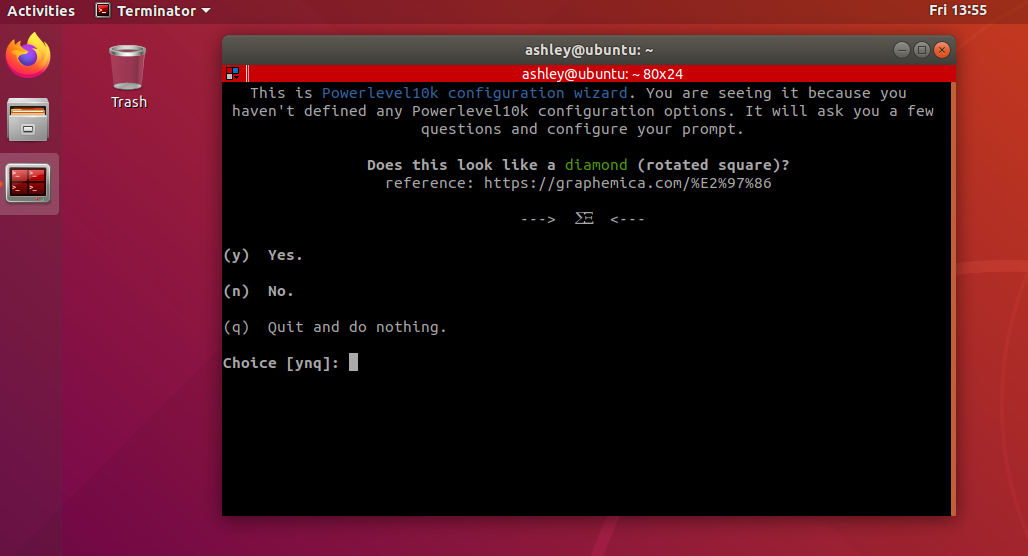 Activities Terminator Fri 13:55
Trash
ashley@ubuntu: ~
ashley@ubuntu: ~ 80x24
This is Powerlevel10k configuration wizard. You are seeing it because you
haven't defined any Powerlevel10k configuration options. It will ask you a few
questions and configure your prompt.
Does this look like a diamond (rotated square)?
reference: https://graphemica.com/%E2%97%86
---> ΣΞ <---
(y) Yes.
(n) No.
(q) Quit and do nothing.
Choice [ynq]: